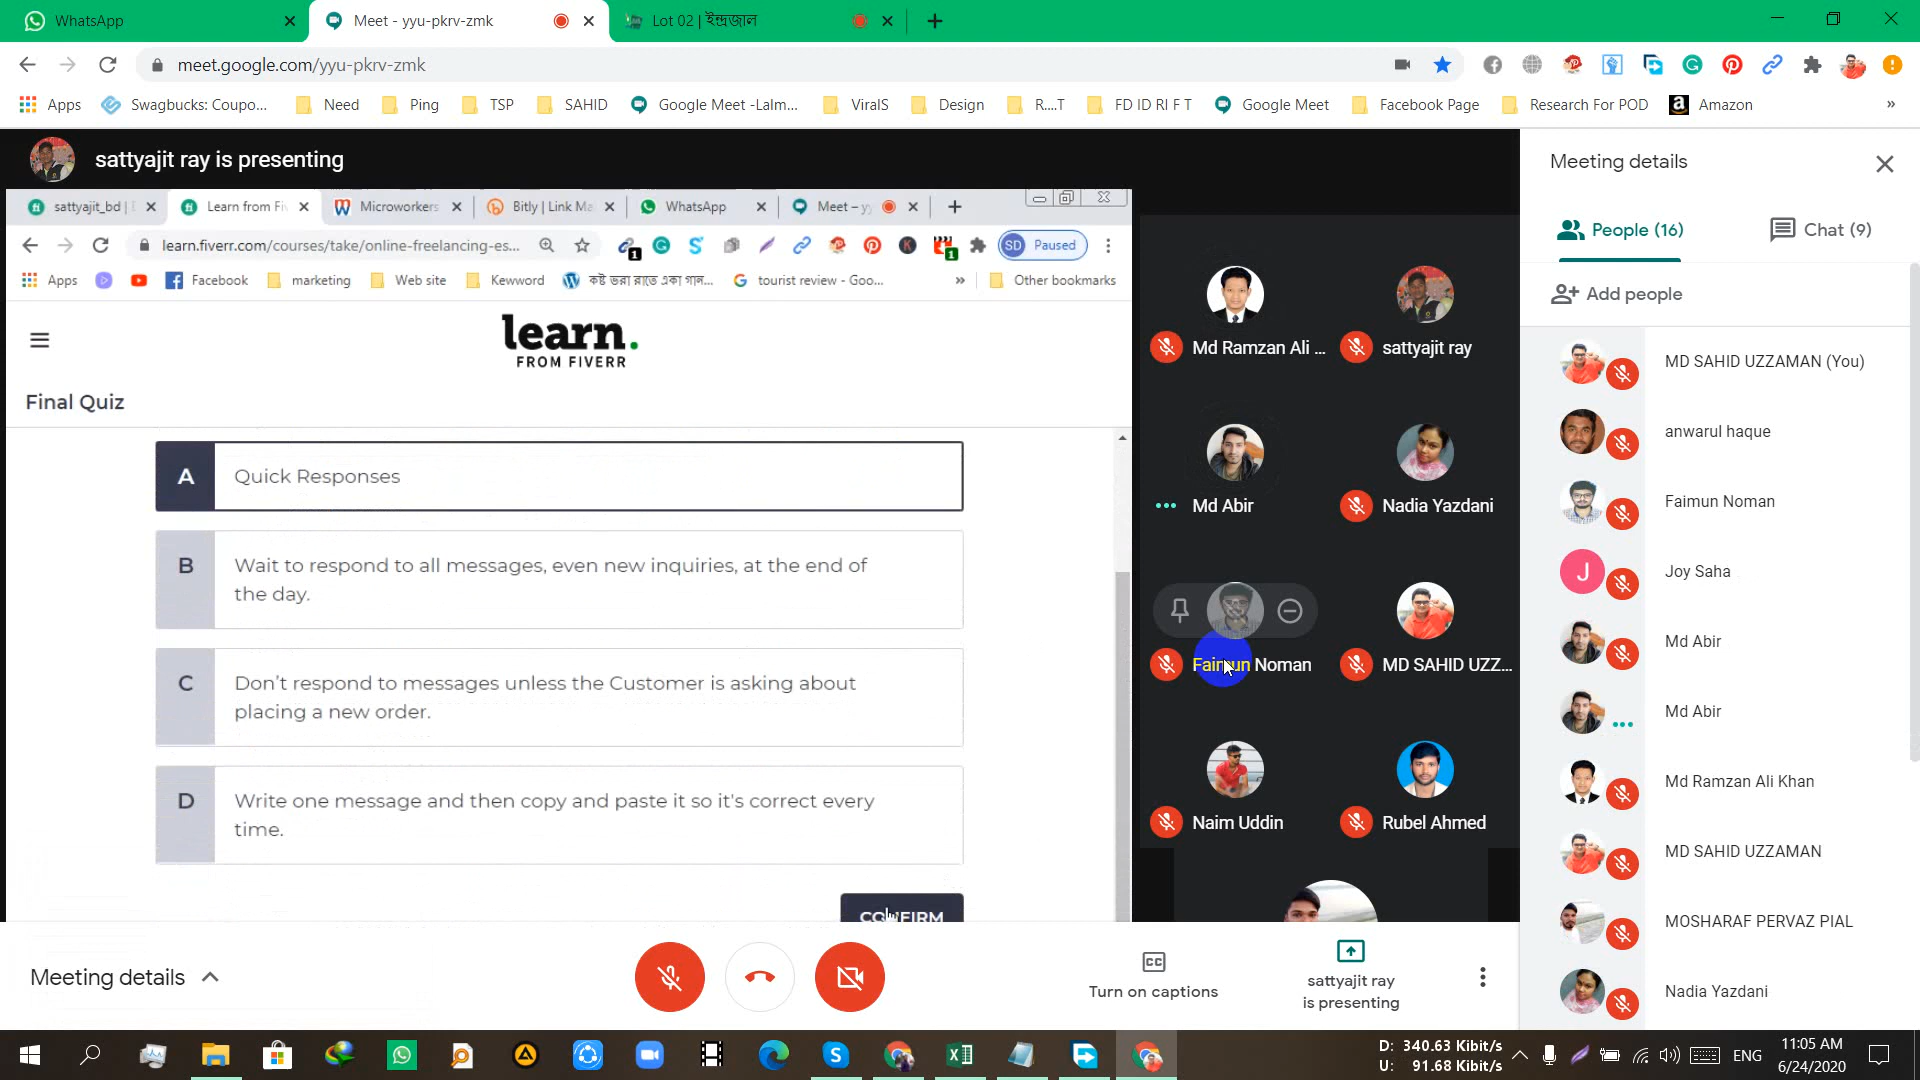 WhatsApp
Meet - yyu-pkrv-zmk
Lot 02 | ইন্দ্রজাল
meet.google.com/yyu-pkrv-zmk
Apps
Swagbucks: Coupo...
Need
Ping
TSP
SAHID
Google Meet -Lalm...
ViralS
Design
R....T
FD ID RI F T
Google Meet
Facebook Page
Research For POD
Amazon
»
sattyajit ray is presenting
sattyajit_bd |
Learn from Fi
Microworkers
Bitly | Link Ma
WhatsApp
Meet – yy
learn.fiverr.com/courses/take/online-freelancing-es...
1
1
SD Paused
Apps
Facebook
marketing
Web site
Kewword
কষ্ট ভরা রাতে একা গান...
tourist review - Goo...
»
Other bookmarks
learn.
FROM FIVERR
Final Quiz
A Quick Responses
B Wait to respond to all messages, even new inquiries, at the end of
the day.
C Don't respond to messages unless the Customer is asking about
placing a new order.
D Write one message and then copy and paste it so it's correct every
time.
CONFIRM
Md Ramzan Ali ...
sattyajit ray
Md Abir
Nadia Yazdani
Faimun Noman
MD SAHID UZZ...
Naim Uddin
Rubel Ahmed
Meeting details
People (16)
Chat (9)
Add people
MD SAHID UZZAMAN (You)
anwarul haque
Faimun Noman
J
Joy Saha
Md Abir
Md Abir
Md Ramzan Ali Khan
MD SAHID UZZAMAN
MOSHARAF PERVAZ PIAL
Nadia Yazdani
Meeting details
CC
Turn on captions
sattyajit ray
is presenting
D: 340.63 Kibit/s
U: 91.68 Kibit/s
ENG
11:05 AM
6/24/2020